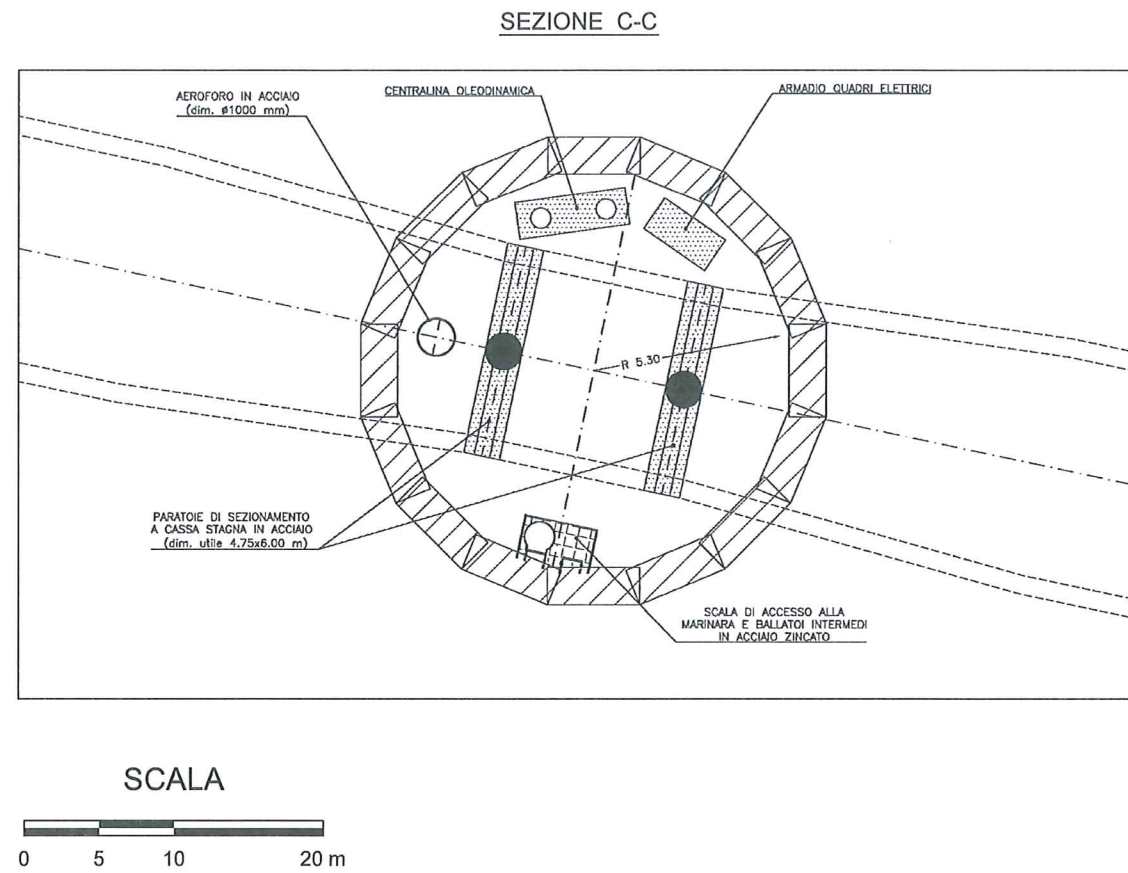 SEZIONE C-C
AEROFORO IN ACCIAIO
(dim. ø1000 mm)
CENTRALINA OLEODINAMICA
ARMADIO QUADRI ELETTRICI
R 5.30
PARATOIE DI SEZIONAMENTO
A CASSA STAGNA IN ACCIAIO
(dim. utile 4.75x6.00 m)
SCALA DI ACCESSO ALLA
MARINARA E BALLATOI INTERMEDI
IN ACCIAIO ZINCATO
SCALA
0 5 10 20 m